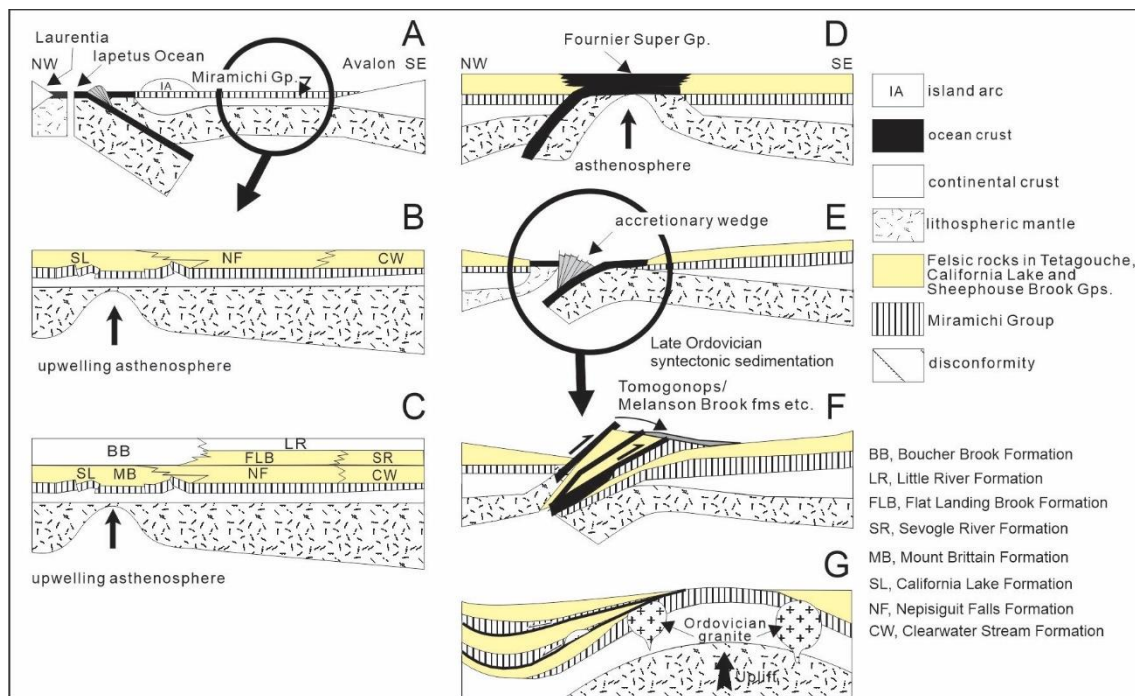 A
Laurentia
Iapetus Ocean
NW
IA
Miramichi Gp.
Avalon SE
B
SL
NF
CW
upwelling asthenosphere
C
BB
LR
FLB
SR
SL
MB
NF
CW
upwelling asthenosphere
D
Fournier Super Gp.
NW
SE
asthenosphere
E
accretionary wedge
Late Ordovician
syntectonic sedimentation
F
Tomogonops/
Melanson Brook fms etc.
G
Ordovician
granite
Uplift
IA
island arc
ocean crust
continental crust
lithospheric mantle
Felsic rocks in Tetagouche,
California Lake and
Sheephouse Brook Gps.
Miramichi Group
disconformity
BB, Boucher Brook Formation
LR, Little River Formation
FLB, Flat Landing Brook Formation
SR, Sevogle River Formation
MB, Mount Brittain Formation
SL, California Lake Formation
NF, Nepisiguit Falls Formation
CW, Clearwater Stream Formation